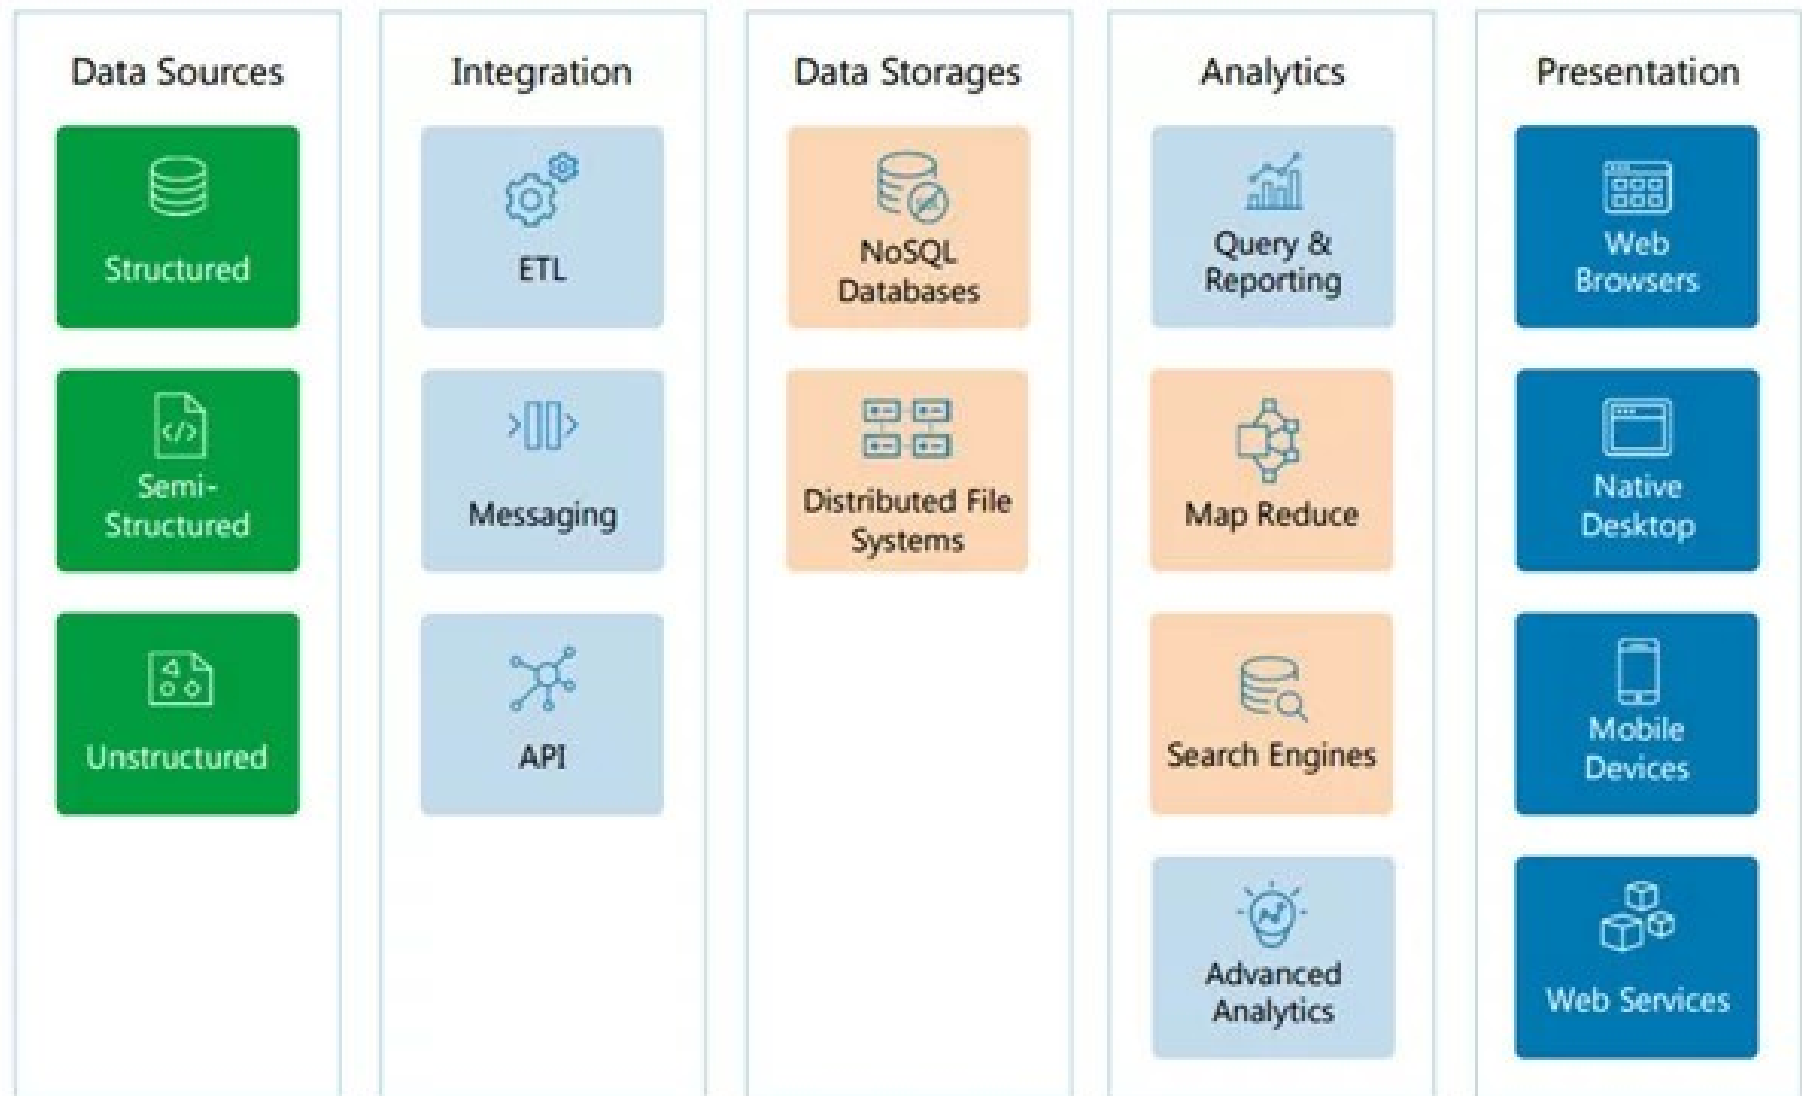 Data Sources
Structured
Semi-
Structured
Unstructured
Integration
ETL
Messaging
API
Data Storages
NoSQL
Databases
Distributed File
Systems
Analytics
Query &
Reporting
Map Reduce
Search Engines
Advanced
Analytics
Presentation
Web
Browsers
Native
Desktop
Mobile
Devices
Web Services